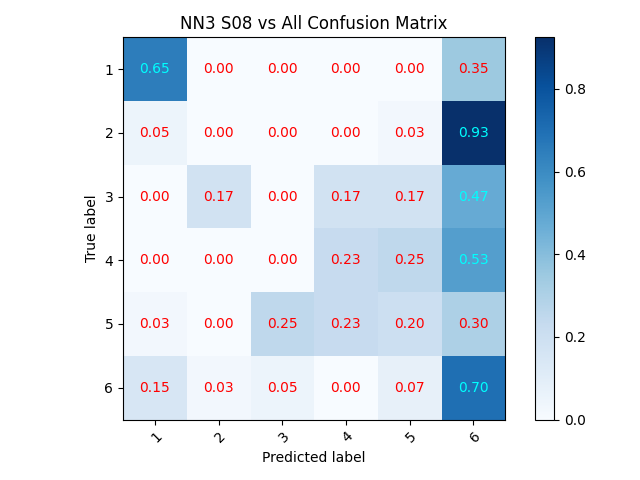 NN3 S08 vs All Confusion Matrix
True label
1 0.65 0.00 0.00 0.00 0.00 0.35
2 0.05 0.00 0.00 0.00 0.03 0.93
3 0.00 0.17 0.00 0.17 0.17 0.47
4 0.00 0.00 0.00 0.23 0.25 0.53
5 0.03 0.00 0.25 0.23 0.20 0.30
6 0.15 0.03 0.05 0.00 0.07 0.70
1 2 3 4 5 6
Predicted label
0.8
0.6
0.4
0.2
0.0